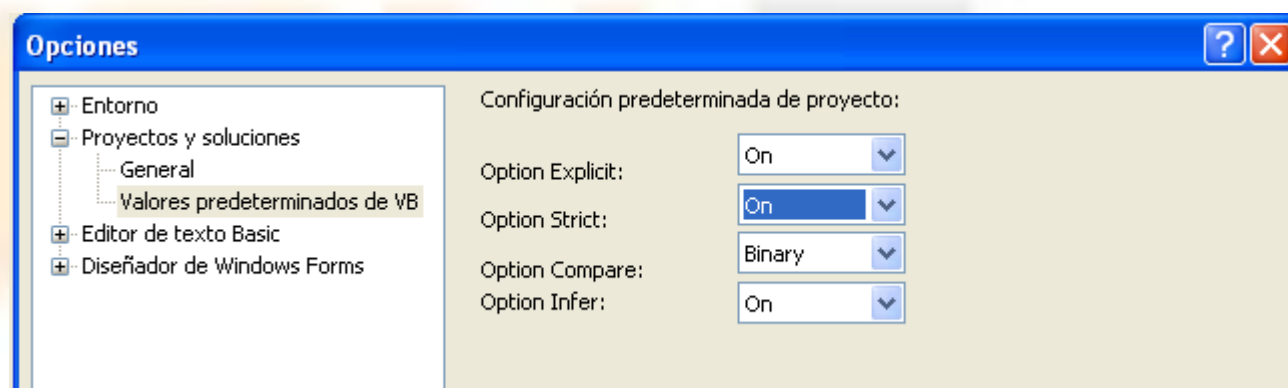 Opciones
Entorno
Proyectos y soluciones
General
Valores predeterminados de VB
Editor de texto Basic
Diseñador de Windows Forms
Configuración predeterminada de proyecto:
Option Explicit: On
Option Strict: On
Option Compare: Binary
Option Infer: On